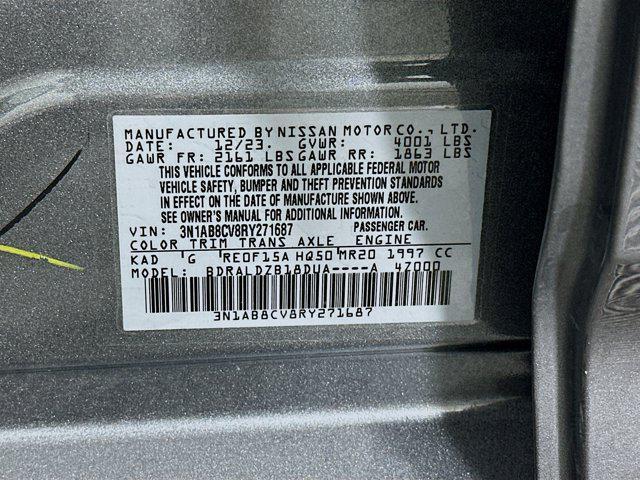 MANUFACTURED BY NISSAN MOTOR CO., LTD.
DATE: 12/23. GVWR: 4001 LBS
GAWR FR: 2161 LBS GAWR RR: 1863 LBS
THIS VEHICLE CONFORMS TO ALL APPLICABLE FEDERAL MOTOR
VEHICLE SAFETY, BUMPER AND THEFT PREVENTION STANDARDS
IN EFFECT ON THE DATE OF MANUFACTURE SHOWN ABOVE.
SEE OWNER'S MANUAL FOR ADDITIONAL INFORMATION.
VIN: 3N1AB8CV8RY271687 PASSENGER CAR.
COLOR TRIM TRANS AXLE ENGINE
KAD G RE0F15A HQ50 MR20 1997 CC
MODEL: BDRALDZB18DUA----A 4Z000
3N1AB8CV8RY271687